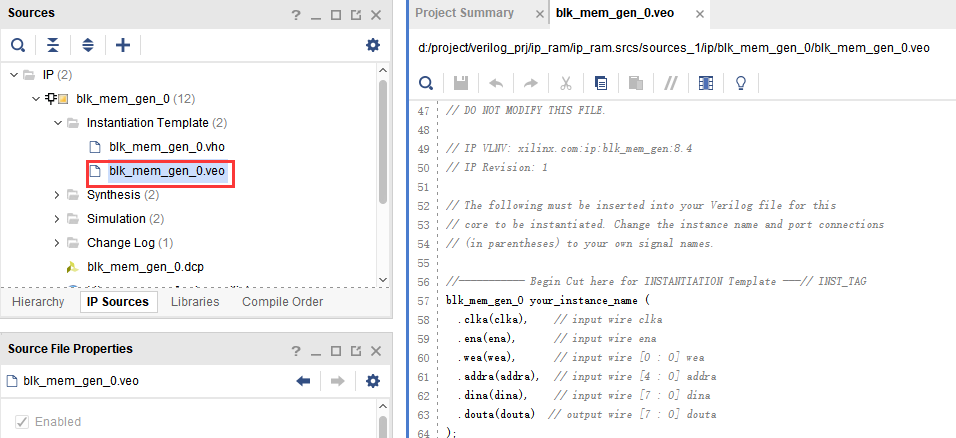 Sources
IP (2)
blk_mem_gen_0 (12)
Instantiation Template (2)
blk_mem_gen_0.vho
blk_mem_gen_0.veo
Synthesis (2)
Simulation (2)
Change Log (1)
blk_mem_gen_0.dcp
Hierarchy IP Sources Libraries Compile Order
Source File Properties
blk_mem_gen_0.veo
Enabled
Project Summary blk_mem_gen_0.veo
d:/project/verilog_prj/ip_ram/ip_ram.srcs/sources_1/ip/blk_mem_gen_0/blk_mem_gen_0.veo
47 // DO NOT MODIFY THIS FILE.
48
49 // IP VLNV: xilinx.com:ip:blk_mem_gen:8.4
50 // IP Revision: 1
51
52 // The following must be inserted into your Verilog file for this
53 // core to be instantiated. Change the instance name and port connections
54 // (in parentheses) to your own signal names.
55
56 //----------- Begin Cut here for INSTANTIATION Template ---// INST_TAG
57 blk_mem_gen_0 your_instance_name (
58 .clka(clka), // input wire clka
59 .ena(ena), // input wire ena
60 .wea(wea), // input wire [0 : 0] wea
61 .addra(addra), // input wire [4 : 0] addra
62 .dina(dina), // input wire [7 : 0] dina
63 .douta(douta) // output wire [7 : 0] douta
64 );